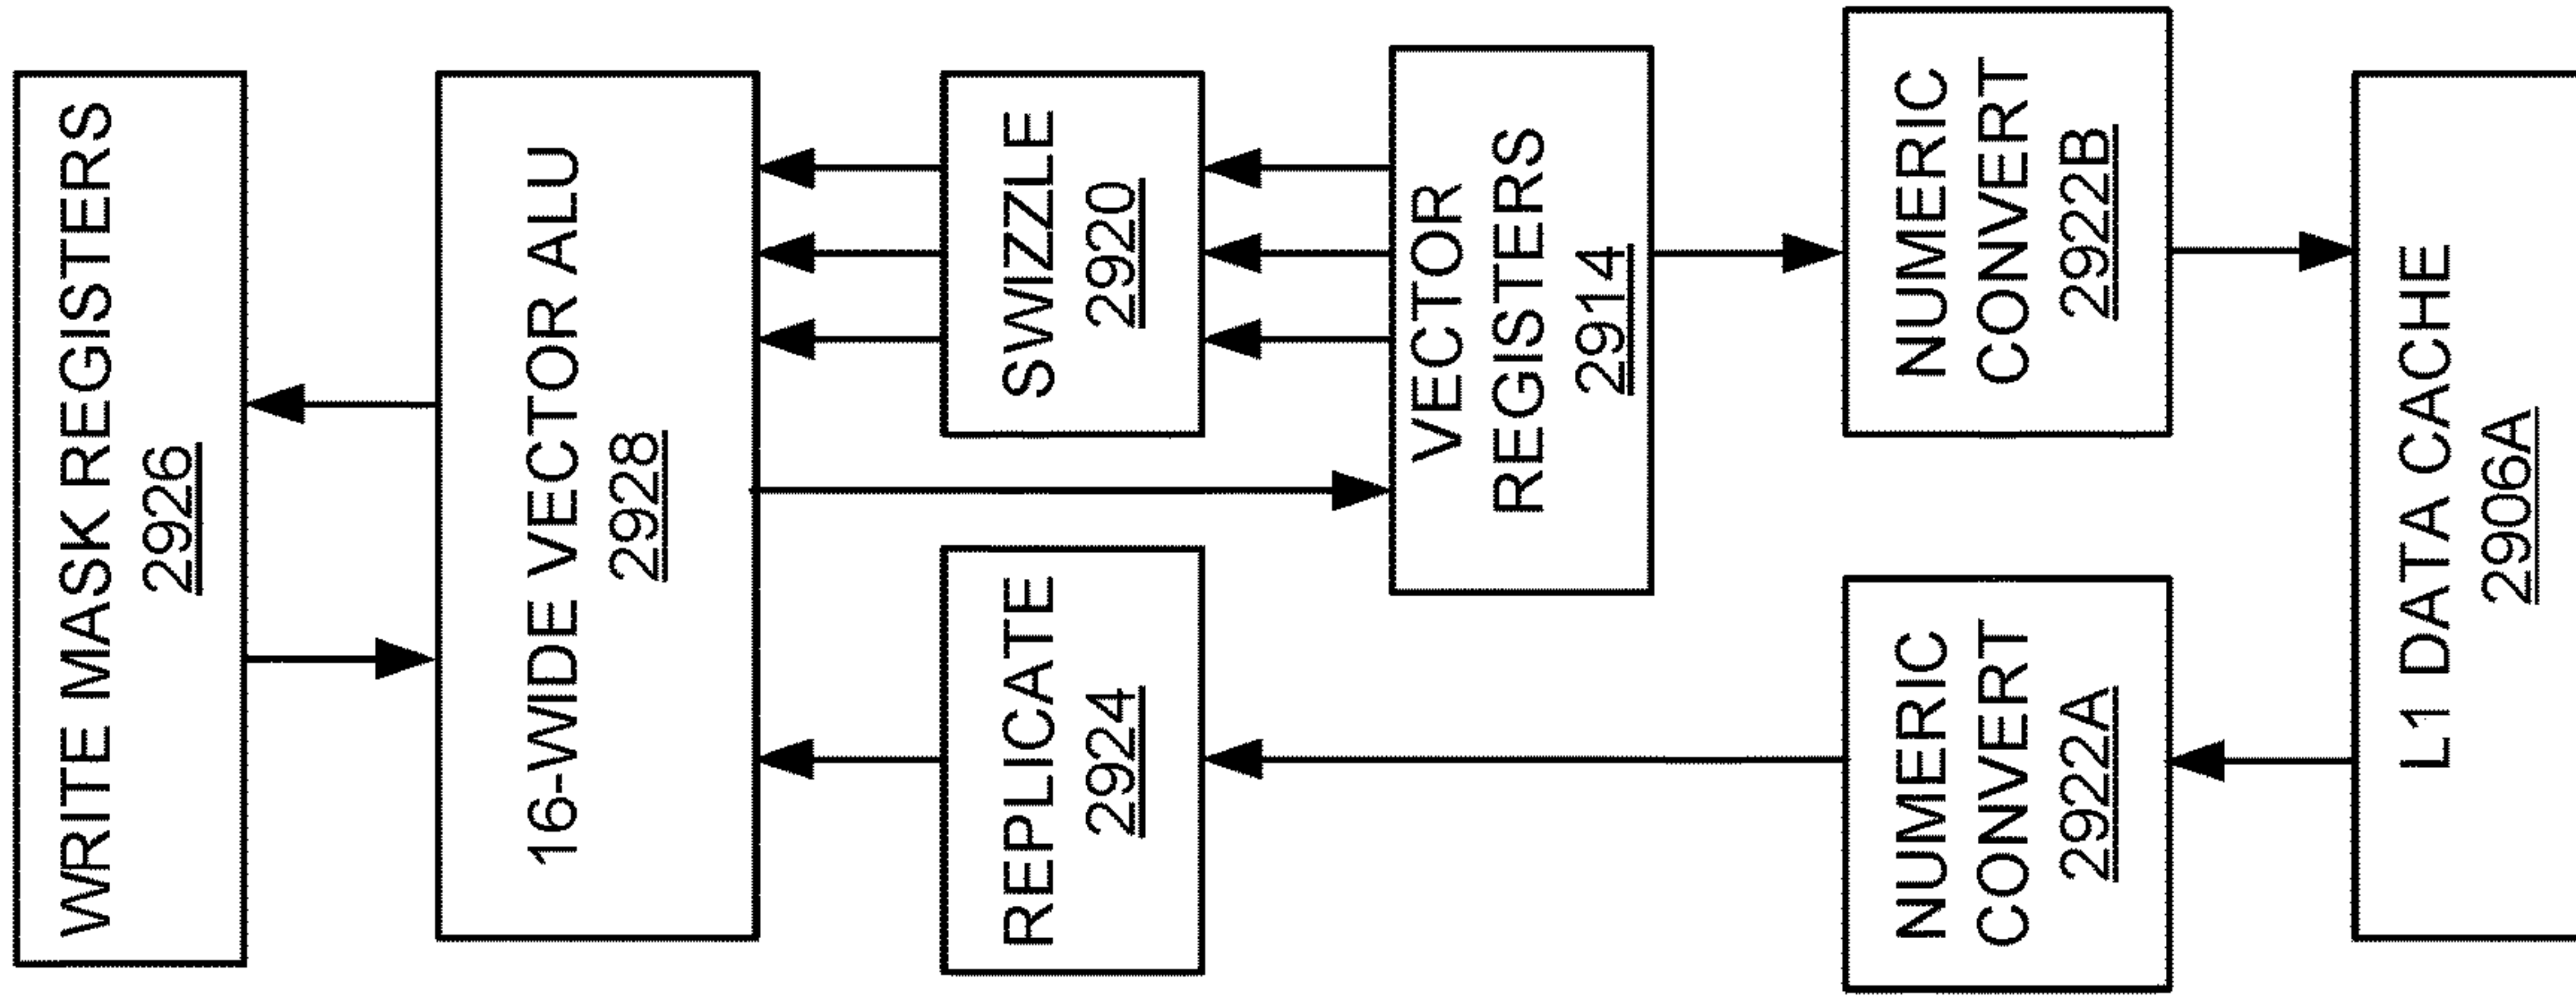 WRITE MASK REGISTERS
2926
16-WIDE VECTOR ALU
2928
REPLICATE
2924
SWIZZLE
2920
VECTOR
REGISTERS
2914
NUMERIC
CONVERT
2922A
NUMERIC
CONVERT
2922B
L1 DATA CACHE
2906A